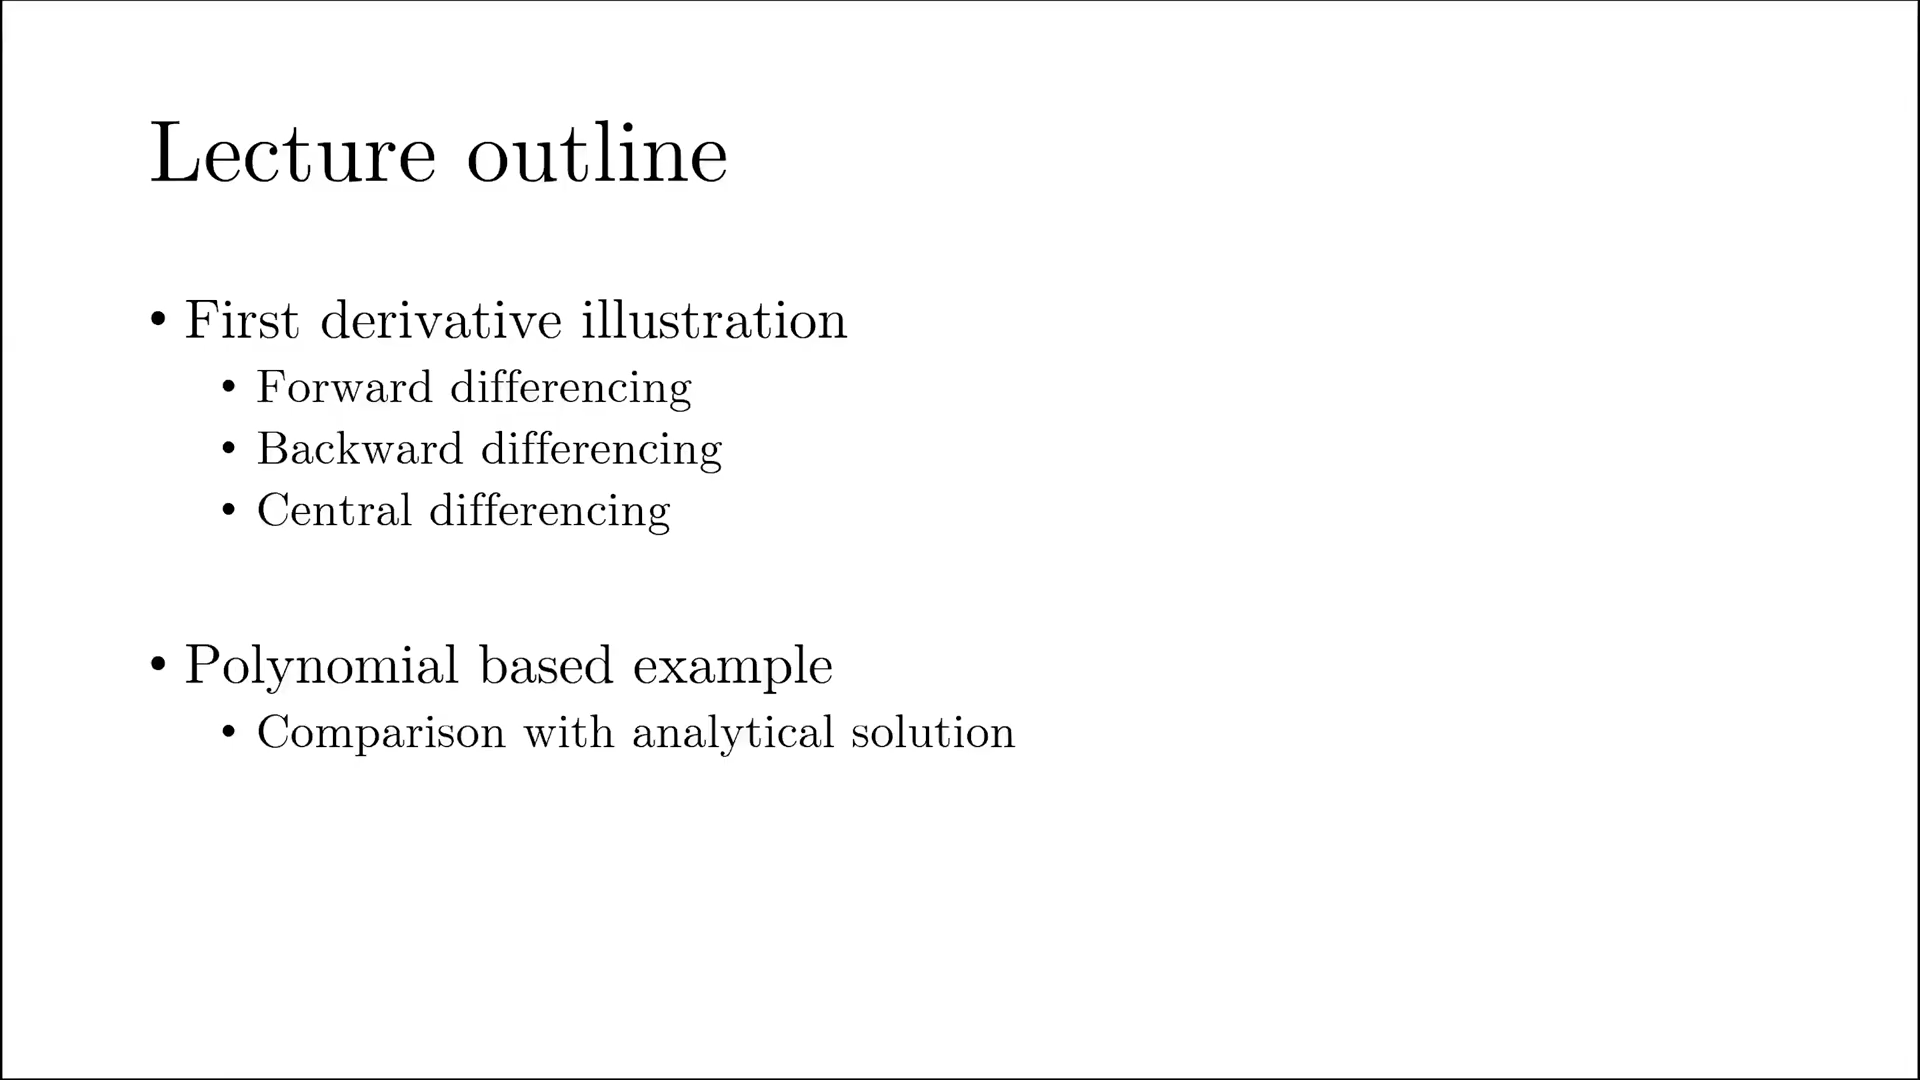 Lecture outline
• First derivative illustration
• Forward differencing
• Backward differencing
• Central differencing
• Polynomial based example
• Comparison with analytical solution